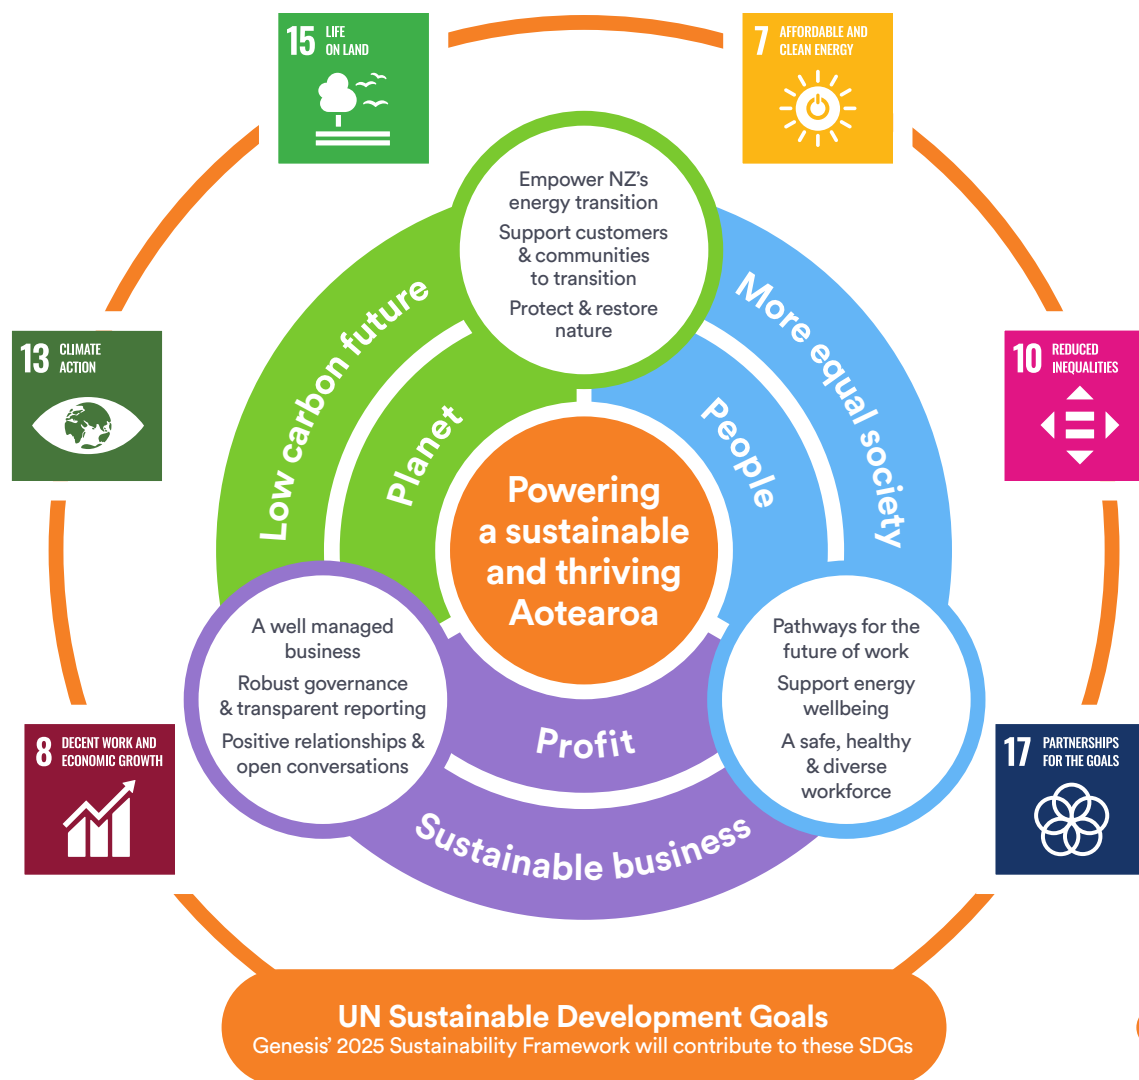 15 LIFE
ON LAND
7 AFFORDABLE AND
CLEAN ENERGY
Empower NZ’s
energy transition
Support customers
& communities
to transition
Protect & restore
nature
Low carbon future
More equal society
13 CLIMATE
ACTION
10 REDUCED
INEQUALITIES
Planet
People
Powering
a sustainable
and thriving
Aotearoa
A well managed
business
Robust governance
& transparent reporting
Positive relationships &
open conversations
Pathways for the
future of work
Support energy
wellbeing
A safe, healthy
& diverse
workforce
Profit
Sustainable business
8 DECENT WORK AND
ECONOMIC GROWTH
17 PARTNERSHIPS
FOR THE GOALS
UN Sustainable Development Goals
Genesis’ 2025 Sustainability Framework will contribute to these SDGs